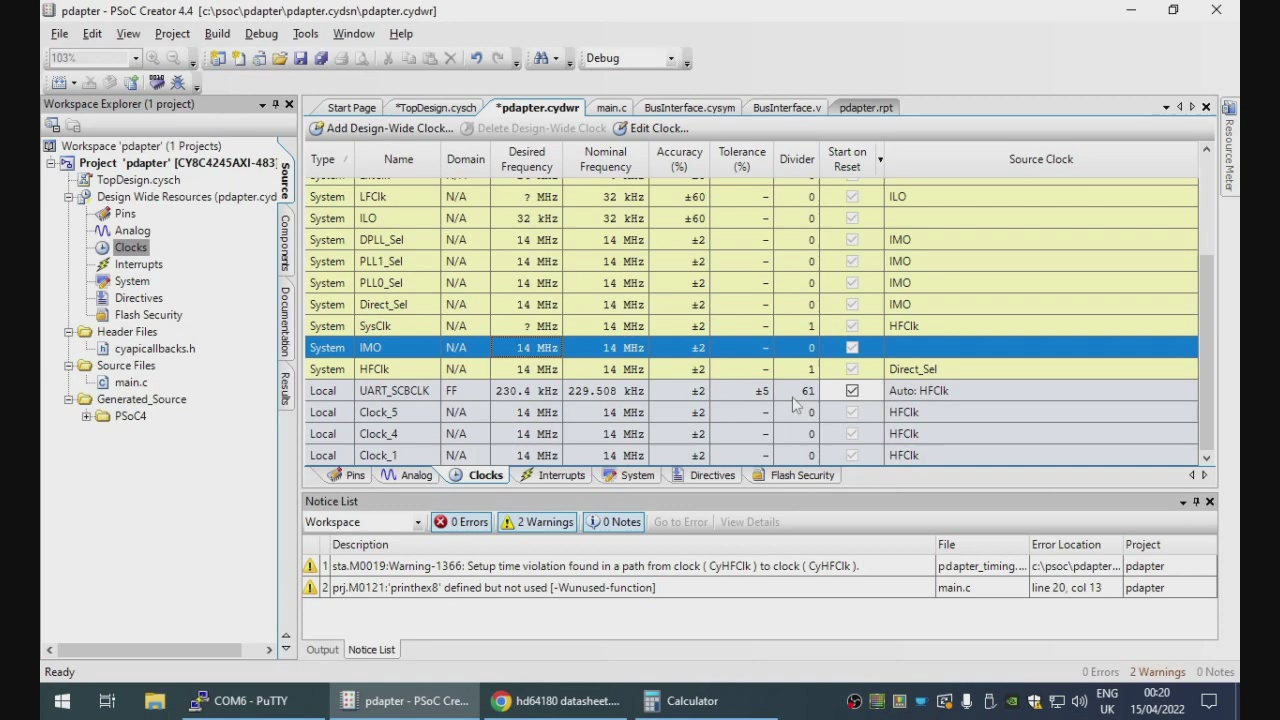 pdapter - PSoC Creator 4.4 [c:\psoc\pdapter\pdapter.cydsn\pdapter.cydwr]
File Edit View Project Build Debug Tools Window Help
103% Debug
Workspace Explorer (1 project)
Workspace 'pdapter' (1 Projects)
Project 'pdapter' [CY8C4245AXI-483]
TopDesign.cysch
Design Wide Resources (pdapter.cyd
Pins
Analog
Clocks
Interrupts
System
Directives
Flash Security
Header Files
cyapicallbacks.h
Source Files
main.c
Generated_Source
PSoC4
Source
Components
Documentation
Results
Start Page *TopDesign.cysch *pdapter.cydwr main.c BusInterface.cysym BusInterface.v pdapter.rpt
Add Design-Wide Clock... Delete Design-Wide Clock Edit Clock...
Type Name Domain Desired Frequency Nominal Frequency Accuracy (%) Tolerance (%) Divider Start on Reset Source Clock
System LFClk N/A ? MHz 32 kHz ±60 - 0 ILO
System ILO N/A 32 kHz 32 kHz ±60 - 0
System DPLL_Sel N/A 14 MHz 14 MHz ±2 - 0 IMO
System PLL1_Sel N/A 14 MHz 14 MHz ±2 - 0 IMO
System PLL0_Sel N/A 14 MHz 14 MHz ±2 - 0 IMO
System Direct_Sel N/A 14 MHz 14 MHz ±2 - 0 IMO
System SysClk N/A ? MHz 14 MHz ±2 - 1 HFClk
System IMO N/A 14 MHz 14 MHz ±2 - 0
System HFClk N/A 14 MHz 14 MHz ±2 - 1 Direct_Sel
Local UART_SCBCLK FF 230.4 kHz 229.508 kHz ±2 ±5 61 Auto: HFClk
Local Clock_5 N/A 14 MHz 14 MHz ±2 - 0 HFClk
Local Clock_4 N/A 14 MHz 14 MHz ±2 - 0 HFClk
Local Clock_1 N/A 14 MHz 14 MHz ±2 - 0 HFClk
Pins Analog Clocks Interrupts System Directives Flash Security
Resource Meter
Notice List
Workspace 0 Errors 2 Warnings 0 Notes Go to Error View Details
Description File Error Location Project
1 sta.M0019:Warning-1366: Setup time violation found in a path from clock ( CyHFClk ) to clock ( CyHFClk ). pdapter_timing.... c:\psoc\pdapter... pdapter
2 prj.M0121:'printhex8' defined but not used [-Wunused-function] main.c line 20, col 13 pdapter
Output Notice List
Ready 0 Errors 2 Warnings 0 Notes
COM6 - PuTTY pdapter - PSoC Cre... hd64180 datasheet.... Calculator ENG UK 00:20 15/04/2022